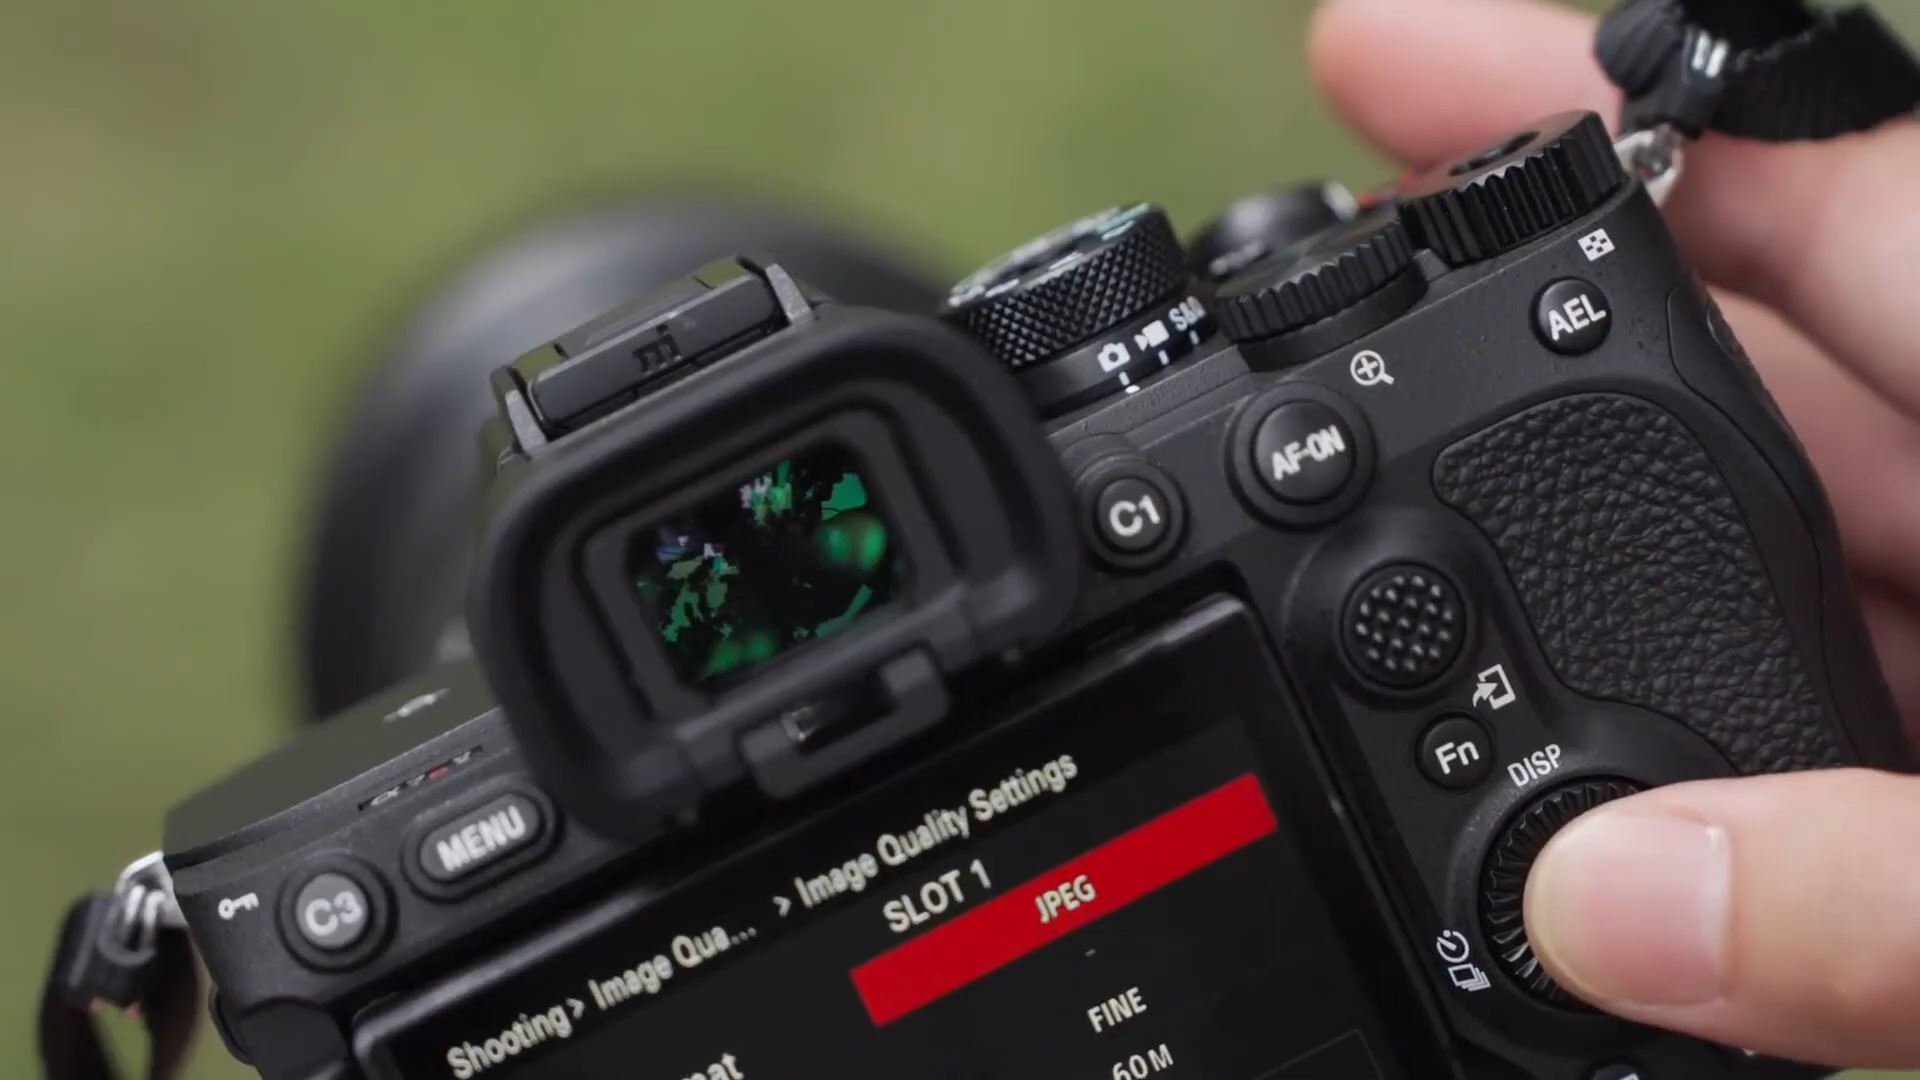 S&Q
AEL
AF-ON
C1
Fn
DISP
MENU
C3
Shooting > Image Qua... > Image Quality Settings
SLOT 1
JPEG
-
FINE
60M